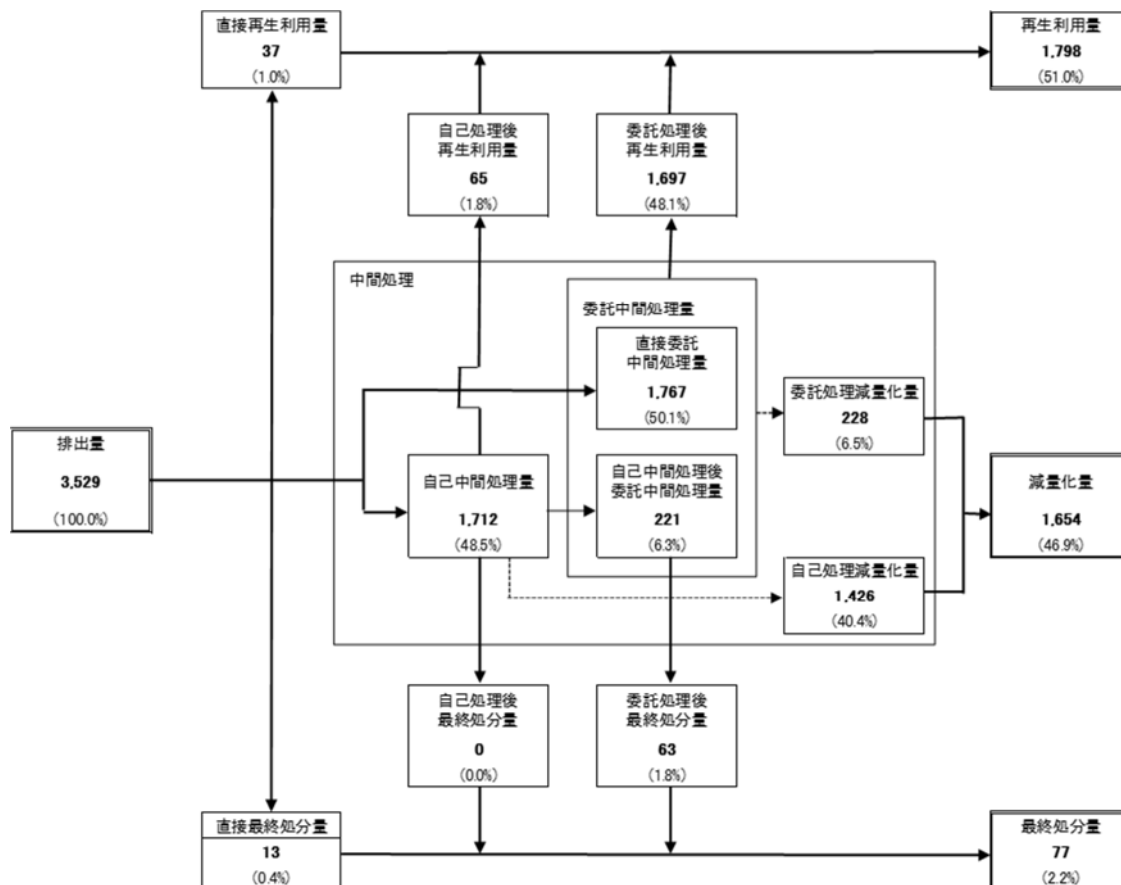 直接再生利用量
37
(1.0%)
再生利用量
1,798
(51.0%)
自己処理後
再生利用量
65
(1.8%)
委託処理後
再生利用量
1,697
(48.1%)
中間処理
委託中間処理量
直接委託
中間処理量
1,767
(50.1%)
委託処理減量化量
228
(6.5%)
排出量
3,529
(100.0%)
自己中間処理量
1,712
(48.5%)
自己中間処理後
委託中間処理量
221
(6.3%)
減量化量
1,654
(46.9%)
自己処理減量化量
1,426
(40.4%)
自己処理後
最終処分量
0
(0.0%)
委託処理後
最終処分量
63
(1.8%)
直接最終処分量
13
(0.4%)
最終処分量
77
(2.2%)